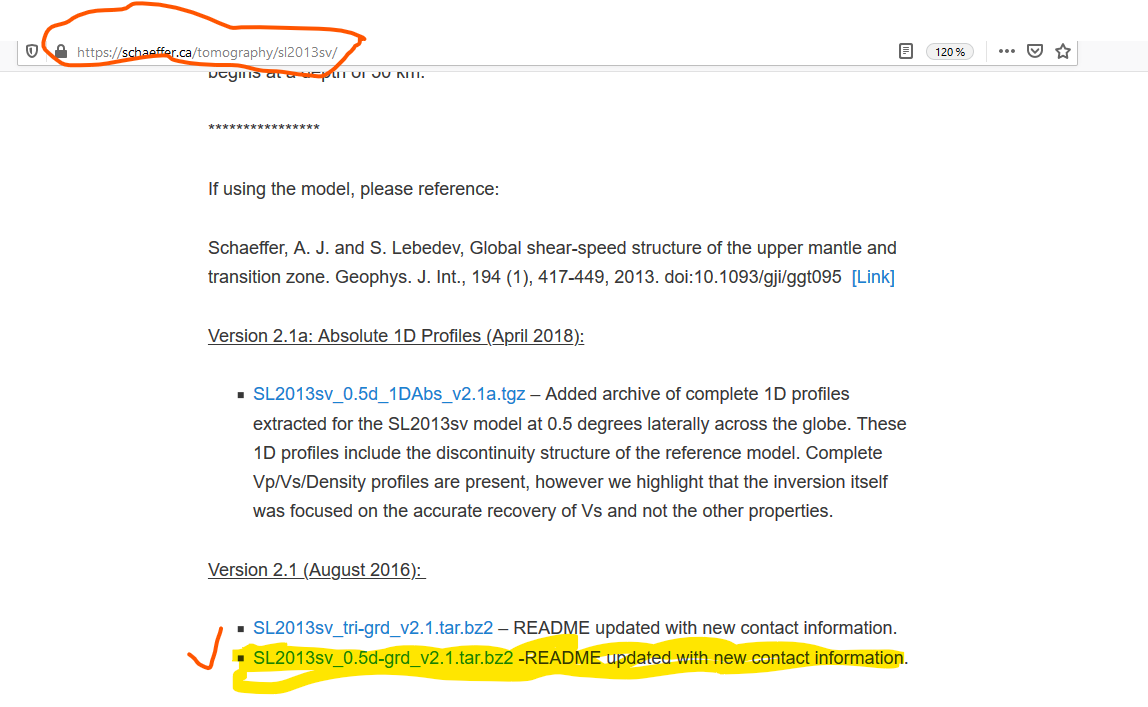 https://schaeffer.ca/tomography/sl2013sv/
120 %
begins at a depth of 50 km.
****************
If using the model, please reference:
Schaeffer, A. J. and S. Lebedev, Global shear-speed structure of the upper mantle and
transition zone. Geophys. J. Int., 194 (1), 417-449, 2013. doi:10.1093/gji/ggt095 [Link]
Version 2.1a: Absolute 1D Profiles (April 2018):
▪ SL2013sv_0.5d_1DAbs_v2.1a.tgz – Added archive of complete 1D profiles
extracted for the SL2013sv model at 0.5 degrees laterally across the globe. These
1D profiles include the discontinuity structure of the reference model. Complete
Vp/Vs/Density profiles are present, however we highlight that the inversion itself
was focused on the accurate recovery of Vs and not the other properties.
Version 2.1 (August 2016):
▪ SL2013sv_tri-grd_v2.1.tar.bz2 – README updated with new contact information.
▪ SL2013sv_0.5d-grd_v2.1.tar.bz2 -README updated with new contact information.